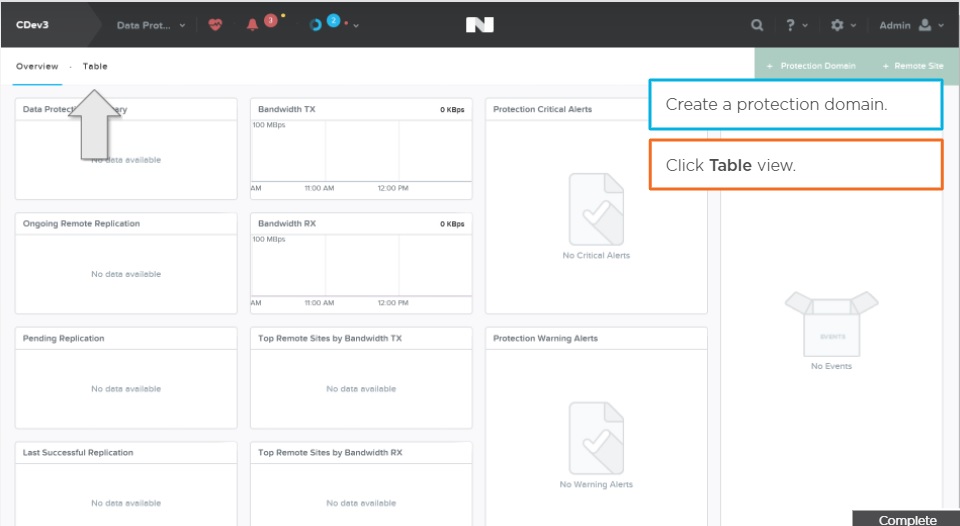 CDev3
Data Prot...
3
2
?
Admin
Overview
Table
+ Protection Domain
+ Remote Site
Create a protection domain.
Click Table view.
Data Protec
ery
No data available
Bandwidth TX
0 KBps
100 MBps
AM
11:00 AM
12:00 PM
Protection Critical Alerts
No Critical Alerts
Ongoing Remote Replication
No data available
Bandwidth RX
0 KBps
100 MBps
AM
11:00 AM
12:00 PM
EVENTS
No Events
Pending Replication
No data available
Top Remote Sites by Bandwidth TX
No data available
Protection Warning Alerts
No Warning Alerts
Last Successful Replication
No data available
Top Remote Sites by Bandwidth RX
No data available
Complete